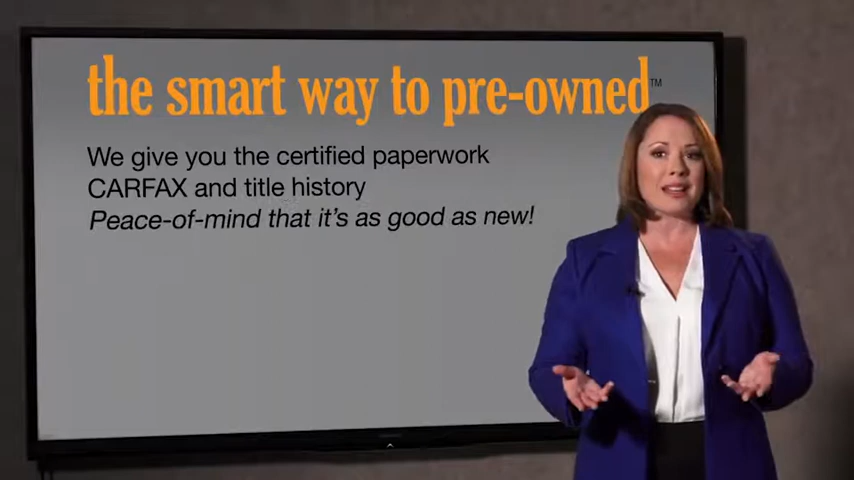 the smart way to pre-owned™
We give you the certified paperwork
CARFAX and title history
Peace-of-mind that it's as good as new!